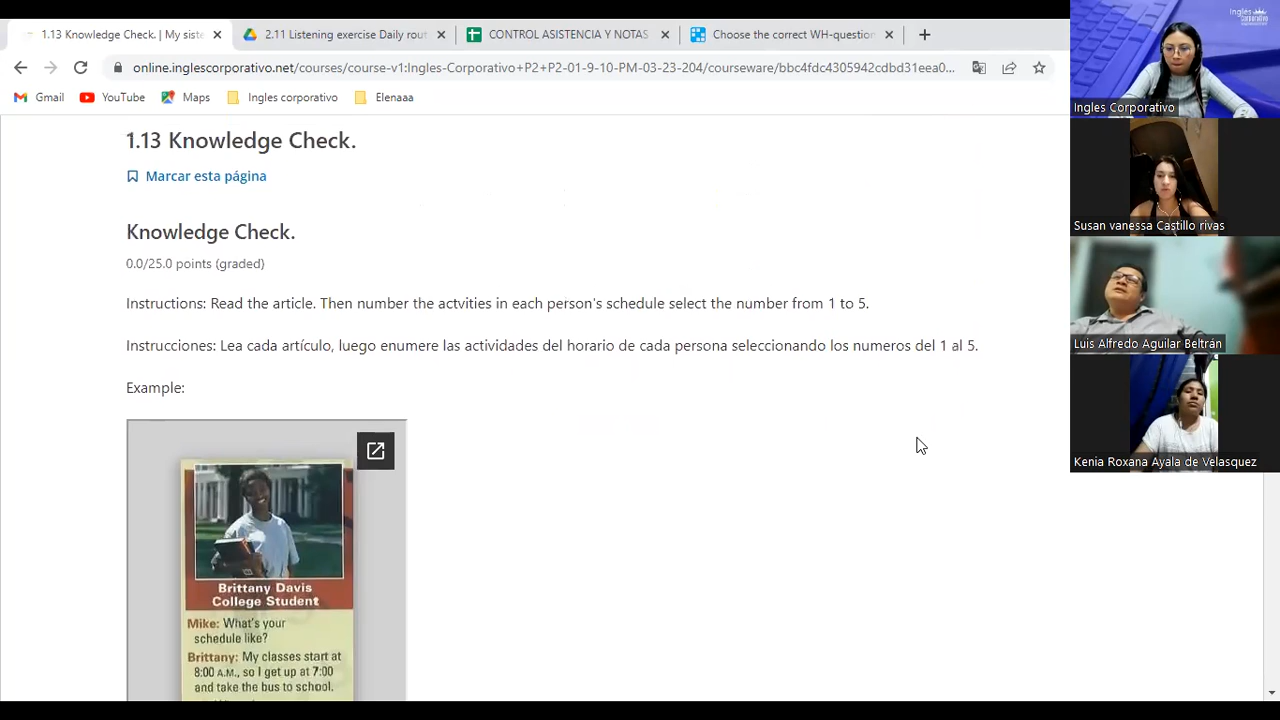 1.13 Knowledge Check. | My siste
2.11 Listening exercise Daily rout
CONTROL ASISTENCIA Y NOTAS
Choose the correct WH-question
online.inglescorporativo.net/courses/course-v1:Ingles-Corporativo+P2+P2-01-9-10-PM-03-23-204/courseware/bbc4fdc4305942cdbd31eea0...
Gmail
YouTube
Maps
Ingles corporativo
Elenaaa
1.13 Knowledge Check.
Marcar esta página
Knowledge Check.
0.0/25.0 points (graded)
Instructions: Read the article. Then number the actvities in each person's schedule select the number from 1 to 5.
Instrucciones: Lea cada artículo, luego enumere las actividades del horario de cada persona seleccionando los numeros del 1 al 5.
Example:
Brittany Davis
College Student
Mike: What's your
schedule like?
Brittany: My classes start at
8:00 A.M., so I get up at 7:00
and take the bus to school.
Inglés
Corporativo
Ingles Corporativo
Susan vanessa Castillo rivas
Luis Alfredo Aguilar Beltrán
Kenia Roxana Ayala de Velasquez